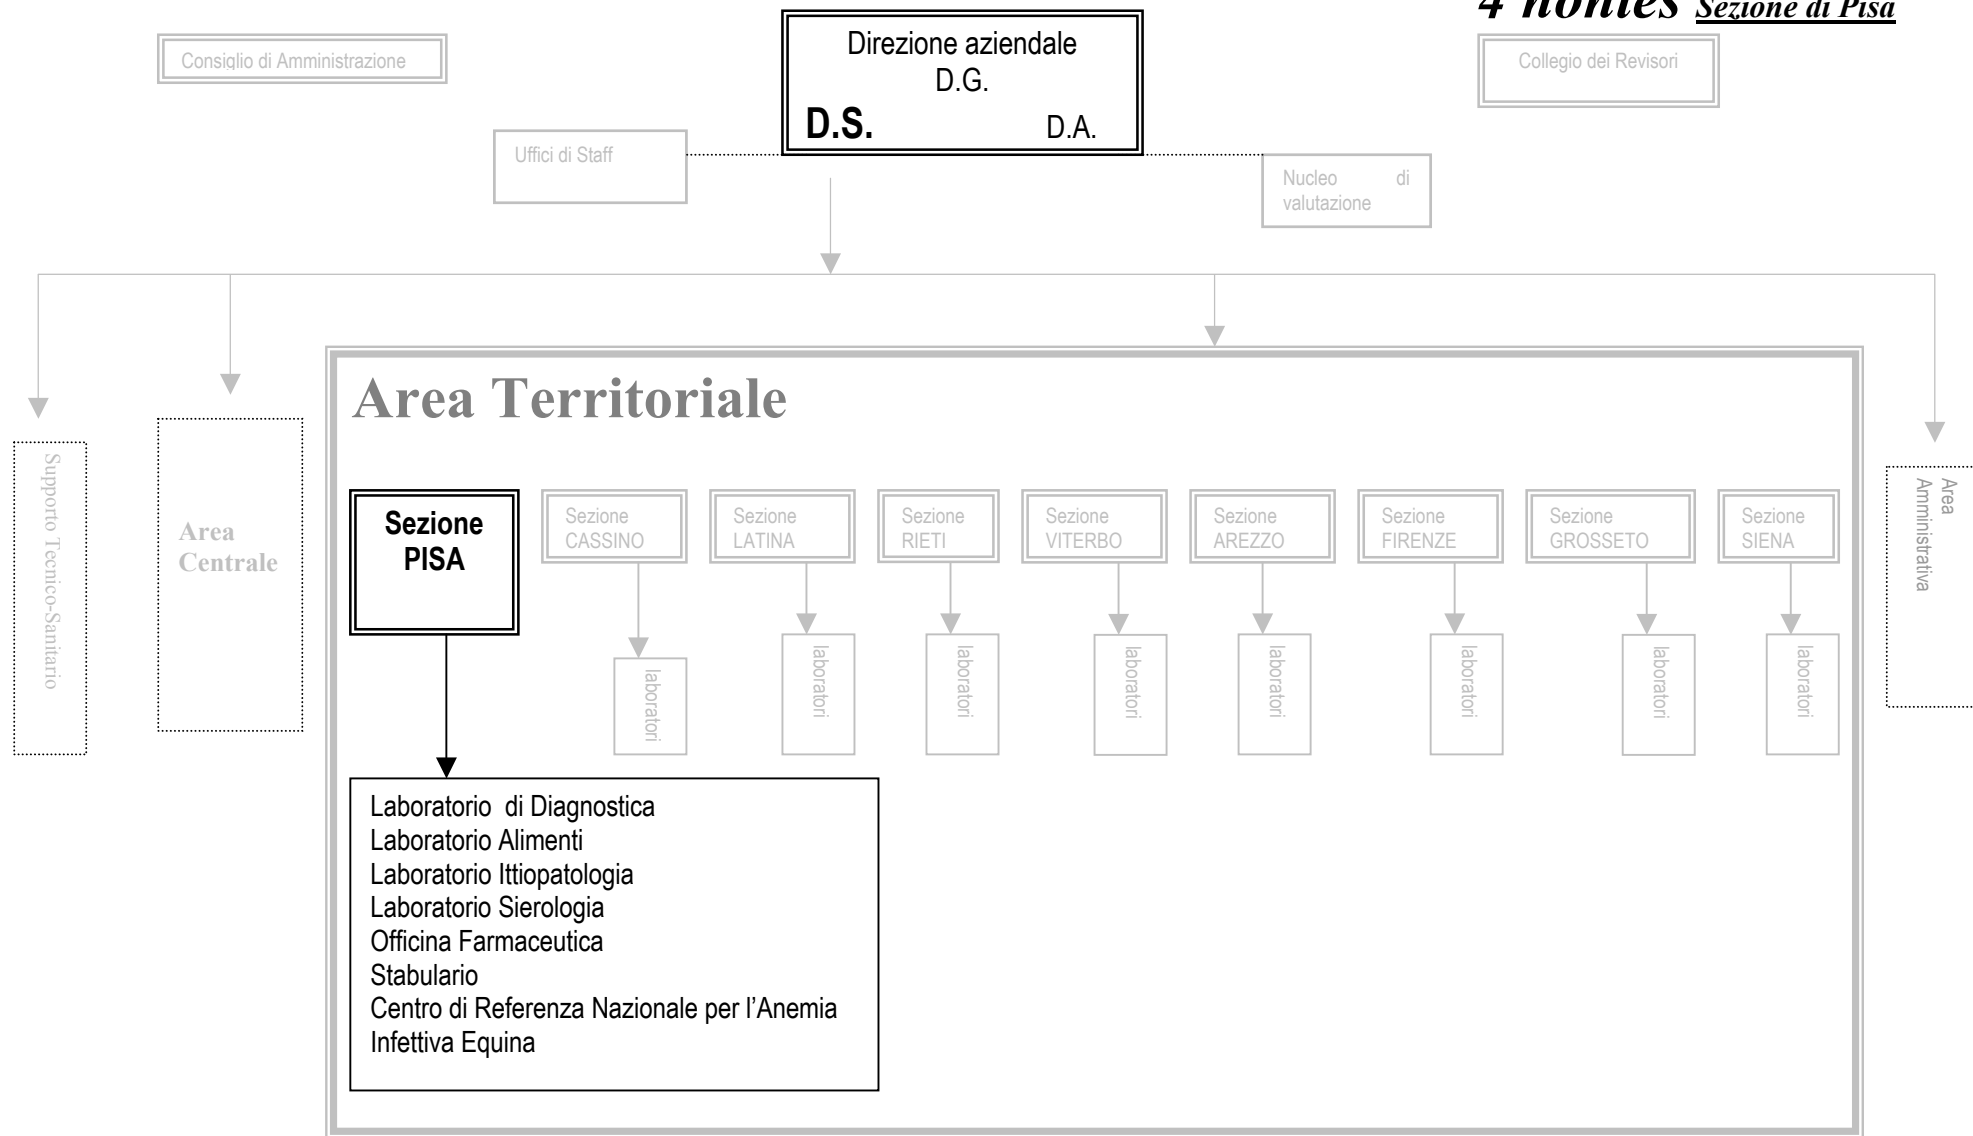 4 nonies Sezione di Pisa
Consiglio di Amministrazione
Direzione aziendale
D.G.
D.S. D.A.
Collegio dei Revisori
Uffici di Staff
Nucleo di
valutazione
Area Territoriale
Supporto Tecnico-Sanitario
Area
Centrale
Sezione
PISA
Sezione
CASSINO
Sezione
LATINA
Sezione
RIETI
Sezione
VITERBO
Sezione
AREZZO
Sezione
FIRENZE
Sezione
GROSSETO
Sezione
SIENA
Area
Amministrativa
laboratori
laboratori
laboratori
laboratori
laboratori
laboratori
laboratori
laboratori
Laboratorio di Diagnostica
Laboratorio Alimenti
Laboratorio Ittiopatologia
Laboratorio Sierologia
Officina Farmaceutica
Stabulario
Centro di Referenza Nazionale per l’Anemia
Infettiva Equina